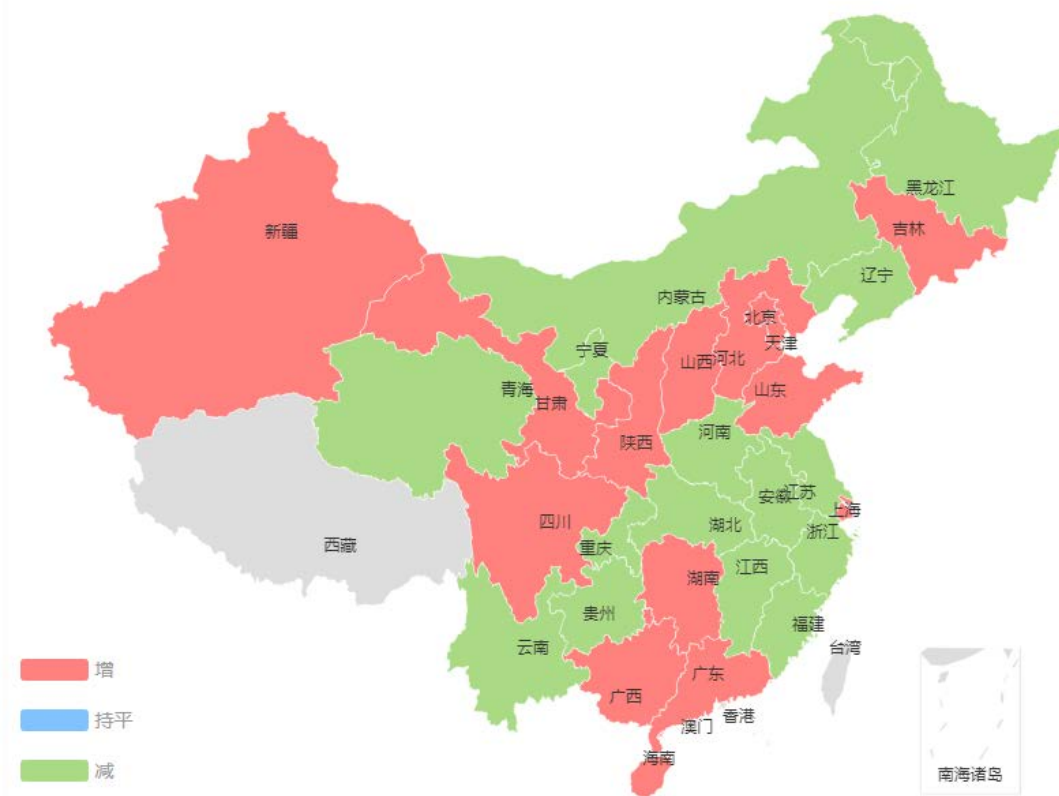 黑龙江
吉林
新疆
辽宁
内蒙古
北京
天津
宁夏
山西
河北
青海
甘肃
山东
陕西
河南
安徽
江苏
上海
四川
湖北
浙江
重庆
西藏
江西
湖南
贵州
福建
云南
台湾
增
广东
广西
香港
持平
澳门
海南
减
南海诸岛